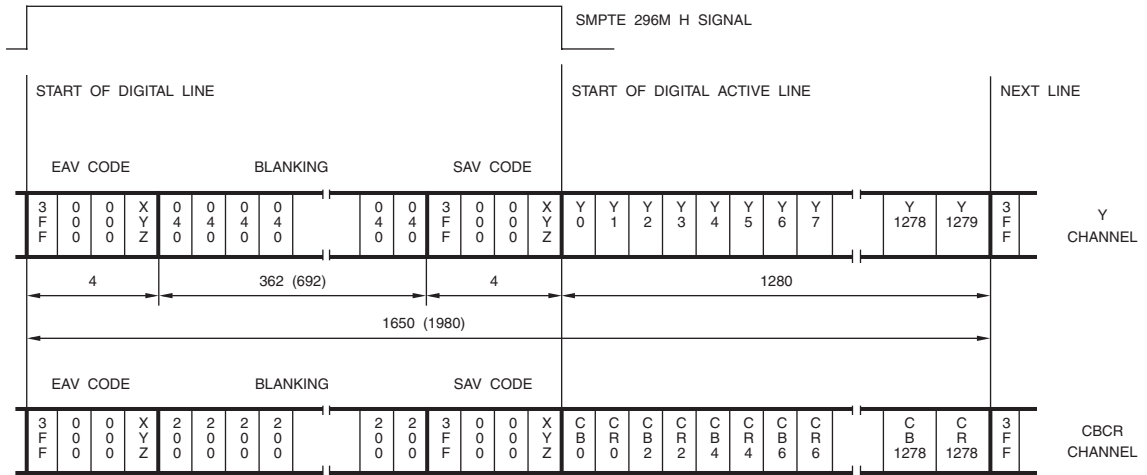 SMPTE 296M H SIGNAL
START OF DIGITAL LINE
START OF DIGITAL ACTIVE LINE
NEXT LINE
EAV CODE
BLANKING
SAV CODE
3FF 000 000 XYZ 040 040 040 040 040 040 3FF 000 000 XYZ Y0 Y1 Y2 Y3 Y4 Y5 Y6 Y7 Y1278 Y1279 3FF
Y CHANNEL
4
362 (692)
4
1280
1650 (1980)
EAV CODE
BLANKING
SAV CODE
3FF 000 000 XYZ 200 200 200 200 200 200 3FF 000 000 XYZ CB0 CR0 CB2 CR2 CB4 CR4 CB6 CR6 CB1278 CR1278 3FF
CBCR CHANNEL